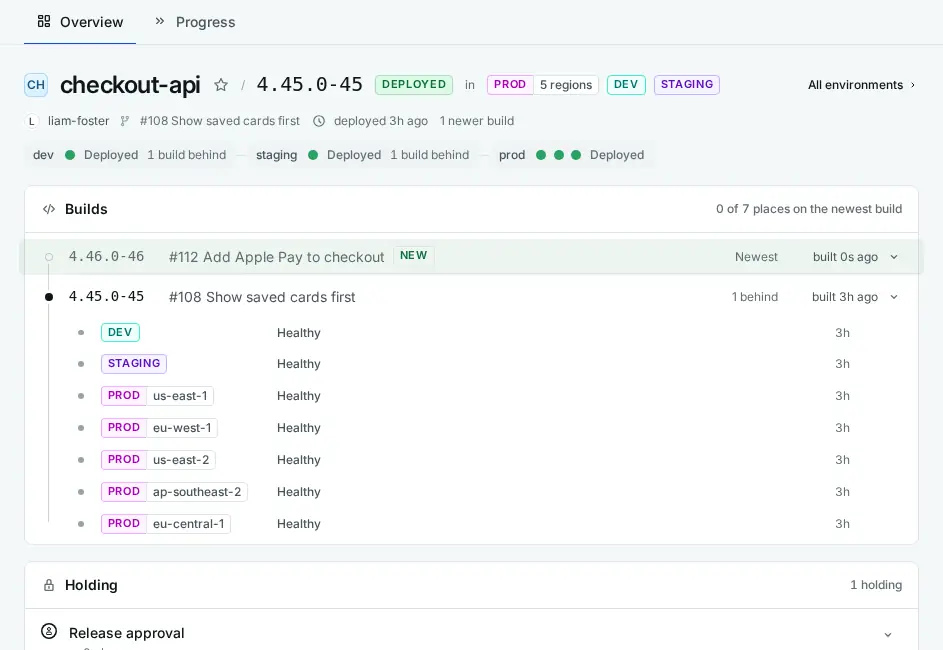 Overview Progress
CH checkout-api / 4.45.0-45 DEPLOYED in PROD 5 regions DEV STAGING All environments
L liam-foster #108 Show saved cards first deployed 3h ago 1 newer build
dev Deployed 1 build behind staging Deployed 1 build behind prod Deployed
Builds 0 of 7 places on the newest build
4.46.0-46 #112 Add Apple Pay to checkout NEW Newest built 0s ago
4.45.0-45 #108 Show saved cards first 1 behind built 3h ago
DEV Healthy 3h
STAGING Healthy 3h
PROD us-east-1 Healthy 3h
PROD eu-west-1 Healthy 3h
PROD us-east-2 Healthy 3h
PROD ap-southeast-2 Healthy 3h
PROD eu-central-1 Healthy 3h
Holding 1 holding
Release approval